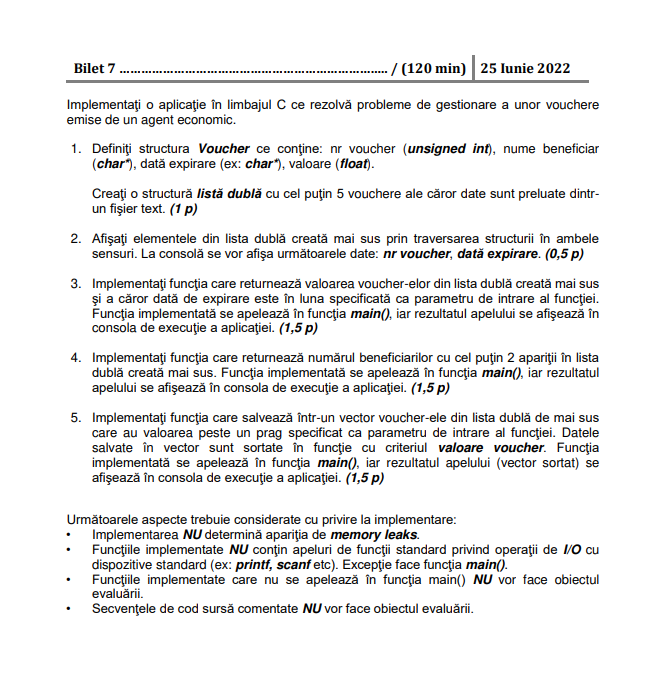 Bilet 7 ………………………………………………………………. / (120 min) 25 Iunie 2022
Implementaţi o aplicaţie în limbajul C ce rezolvă probleme de gestionare a unor vouchere
emise de un agent economic.
1. Definiţi structura Voucher ce conţine: nr voucher (unsigned int), nume beneficiar
(char*), dată expirare (ex: char*), valoare (float).
Creaţi o structură listă dublă cu cel puţin 5 vouchere ale căror date sunt preluate dintr-
un fişier text. (1 p)
2. Afişaţi elementele din lista dublă creată mai sus prin traversarea structurii în ambele
sensuri. La consolă se vor afişa următoarele date: nr voucher, dată expirare. (0,5 p)
3. Implementaţi funcţia care returnează valoarea voucher-elor din lista dublă creată mai sus
şi a căror dată de expirare este în luna specificată ca parametru de intrare al funcţiei.
Funcţia implementată se apelează în funcţia main(), iar rezultatul apelului se afişează în
consola de execuţie a aplicaţiei. (1,5 p)
4. Implementaţi funcţia care returnează numărul beneficiarilor cu cel puţin 2 apariţii în lista
dublă creată mai sus. Funcţia implementată se apelează în funcţia main(), iar rezultatul
apelului se afişează în consola de execuţie a aplicaţiei. (1,5 p)
5. Implementaţi funcţia care salvează într-un vector voucher-ele din lista dublă de mai sus
care au valoarea peste un prag specificat ca parametru de intrare al funcţiei. Datele
salvate în vector sunt sortate în funcţie cu criteriul valoare voucher. Funcţia
implementată se apelează în funcţia main(), iar rezultatul apelului (vector sortat) se
afişează în consola de execuţie a aplicaţiei. (1,5 p)
Următoarele aspecte trebuie considerate cu privire la implementare:
• Implementarea NU determină apariţia de memory leaks.
• Funcţiile implementate NU conţin apeluri de funcţii standard privind operaţii de I/O cu
dispozitive standard (ex: printf, scanf etc). Excepţie face funcţia main().
• Funcţiile implementate care nu se apelează în funcţia main() NU vor face obiectul
evaluării.
• Secvenţele de cod sursă comentate NU vor face obiectul evaluării.